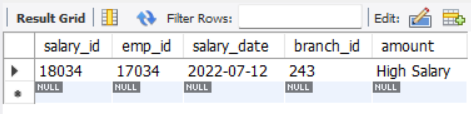 Result Grid Filter Rows: Edit:
salary_id emp_id salary_date branch_id amount
18034 17034 2022-07-12 243 High Salary
NULL NULL NULL NULL NULL